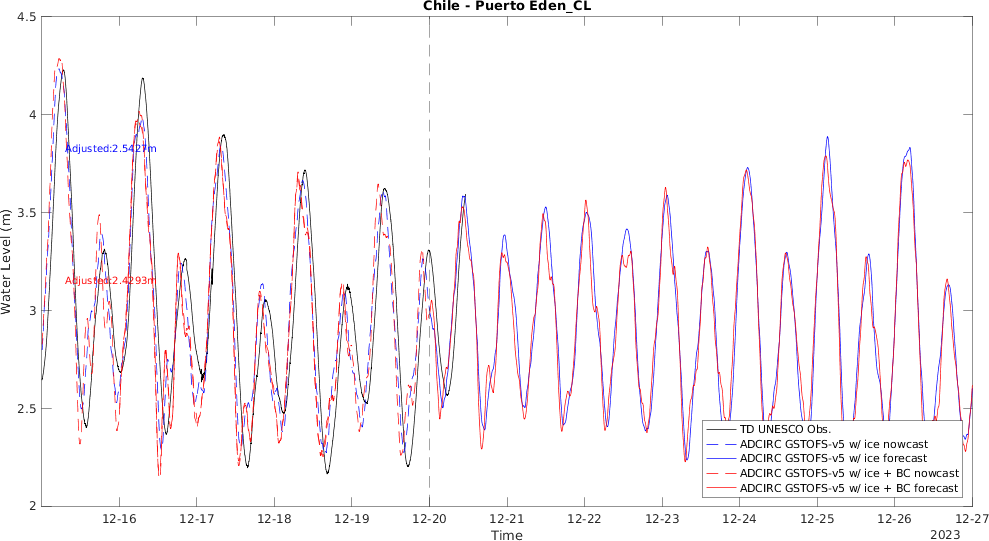 Chile - Puerto Eden_CL
4.5
4
3.5
3
2.5
2
Water Level (m)
Adjusted:2.5427m
Adjusted:2.4293m
TD UNESCO Obs.
ADCIRC GSTOFS-v5 w/ ice nowcast
ADCIRC GSTOFS-v5 w/ ice forecast
ADCIRC GSTOFS-v5 w/ ice + BC nowcast
ADCIRC GSTOFS-v5 w/ ice + BC forecast
12-16 12-17 12-18 12-19 12-20 12-21 12-22 12-23 12-24 12-25 12-26 12-27
Time
2023